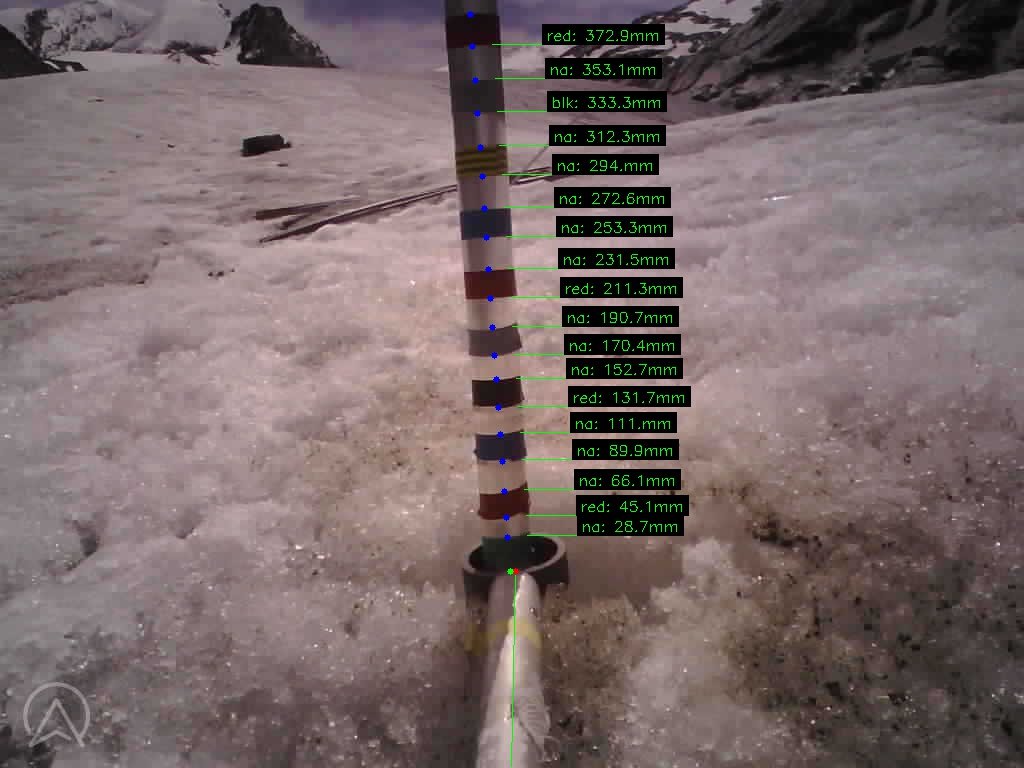 red: 372.9mm
na: 353.1mm
blk: 333.3mm
na: 312.3mm
na: 294.mm
na: 272.6mm
na: 253.3mm
na: 231.5mm
red: 211.3mm
na: 190.7mm
na: 170.4mm
na: 152.7mm
red: 131.7mm
na: 111.mm
na: 89.9mm
na: 66.1mm
red: 45.1mm
na: 28.7mm